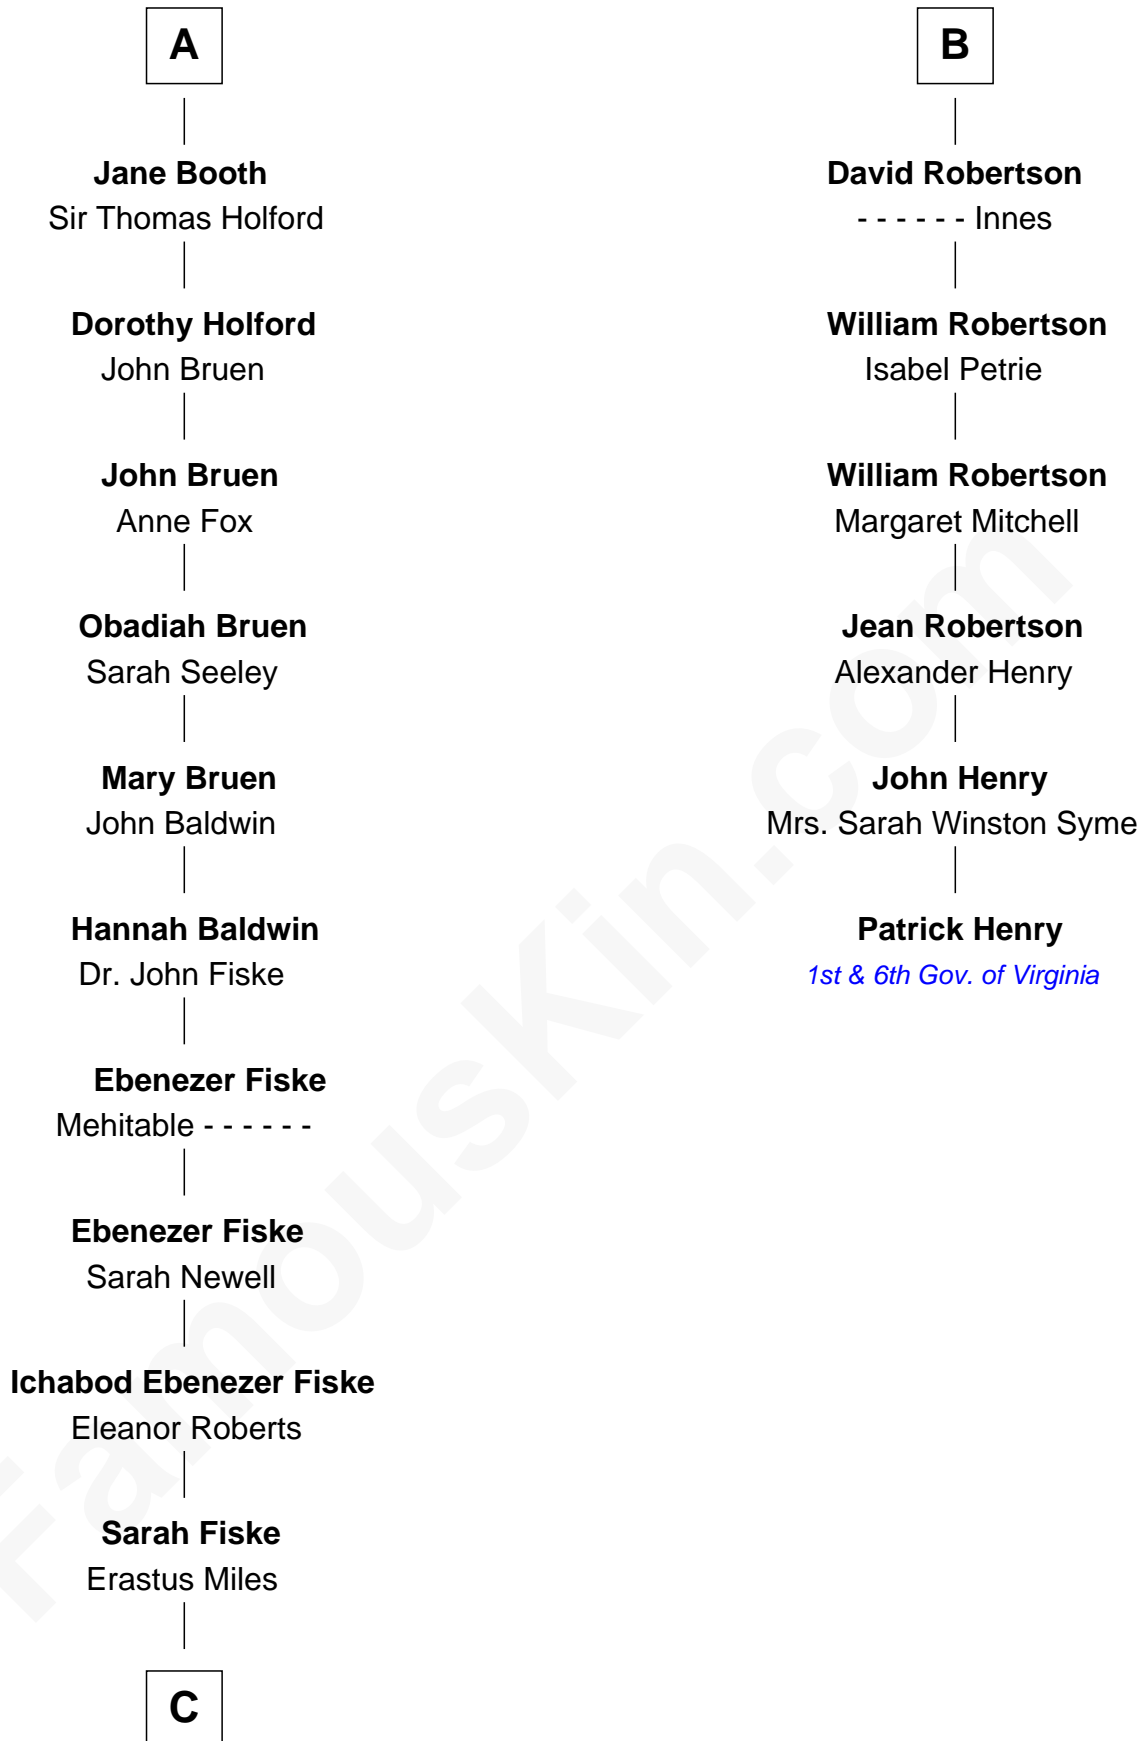 A
Jane Booth
Sir Thomas Holford
Dorothy Holford
John Bruen
John Bruen
Anne Fox
Obadiah Bruen
Sarah Seeley
Mary Bruen
John Baldwin
Hannah Baldwin
Dr. John Fiske
Ebenezer Fiske
Mehitable - - - - - -
Ebenezer Fiske
Sarah Newell
Ichabod Ebenezer Fiske
Eleanor Roberts
Sarah Fiske
Erastus Miles
C
B
David Robertson
- - - - - - Innes
William Robertson
Isabel Petrie
William Robertson
Margaret Mitchell
Jean Robertson
Alexander Henry
John Henry
Mrs. Sarah Winston Syme
Patrick Henry
1st & 6th Gov. of Virginia
FamousKin.com